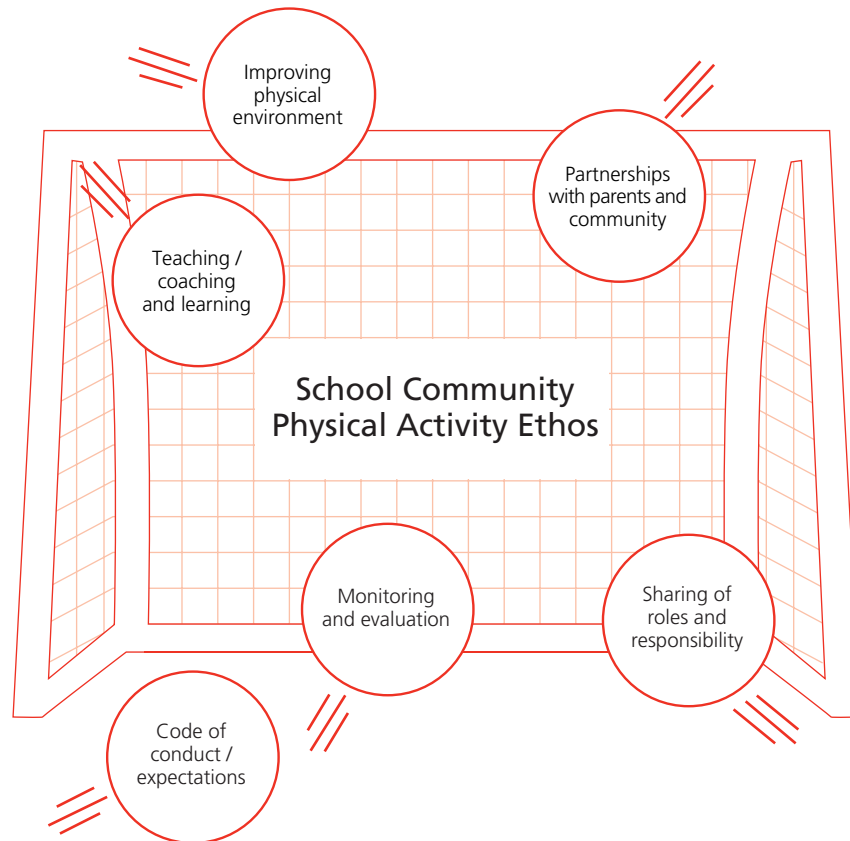 Improving
physical
environment
Partnerships
with parents and
community
Teaching /
coaching
and learning
School Community
Physical Activity Ethos
Monitoring
and evaluation
Sharing of
roles and
responsibility
Code of
conduct /
expectations